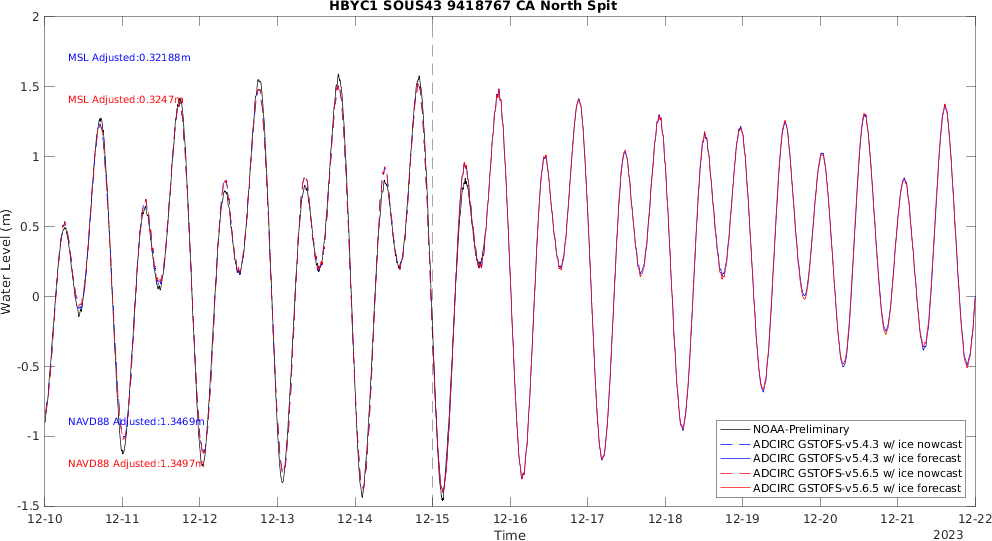 HBYC1 SOUS43 9418767 CA North Spit
2
1.5
1
0.5
0
-0.5
-1
-1.5
Water Level (m)
MSL Adjusted:0.32188m
MSL Adjusted:0.3247m
NAVD88 Adjusted:1.3469m
NAVD88 Adjusted:1.3497m
NOAA-Preliminary
ADCIRC GSTOFS-v5.4.3 w/ ice nowcast
ADCIRC GSTOFS-v5.4.3 w/ ice forecast
ADCIRC GSTOFS-v5.6.5 w/ ice nowcast
ADCIRC GSTOFS-v5.6.5 w/ ice forecast
12-10 12-11 12-12 12-13 12-14 12-15 12-16 12-17 12-18 12-19 12-20 12-21 12-22
Time
2023